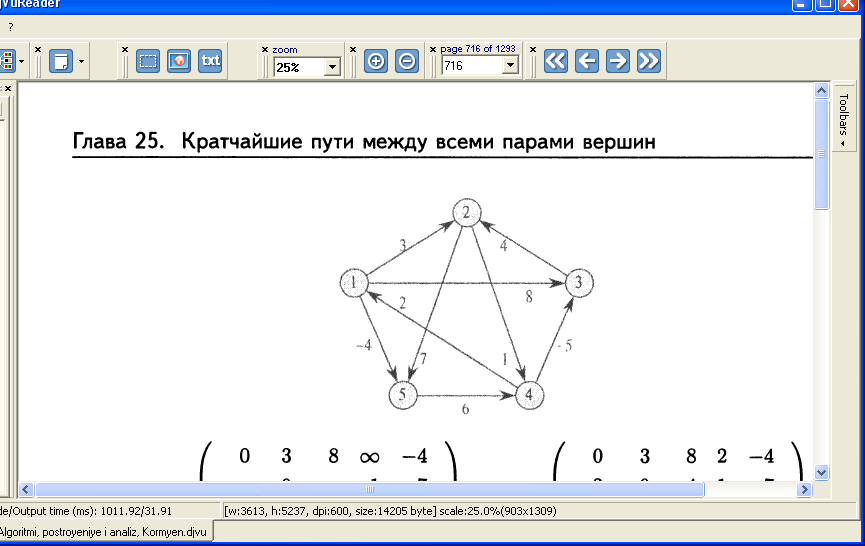 jVuReader
?
txt
zoom
25%
page 716 of 1293
716
Toolbars
Глава 25. Кратчайшие пути между всеми парами вершин
2
3
4
1
3
8
2
-4
7
1
-5
5
4
6
0 3 8 ∞ -4
0 3 8 2 -4
de/Output time (ms): 1011.92/31.91
[w:3613, h:5237, dpi:600, size:14205 byte] scale:25.0%(903x1309)
Algoritmi, postroyeniye i analiz, Kormyen.djvu